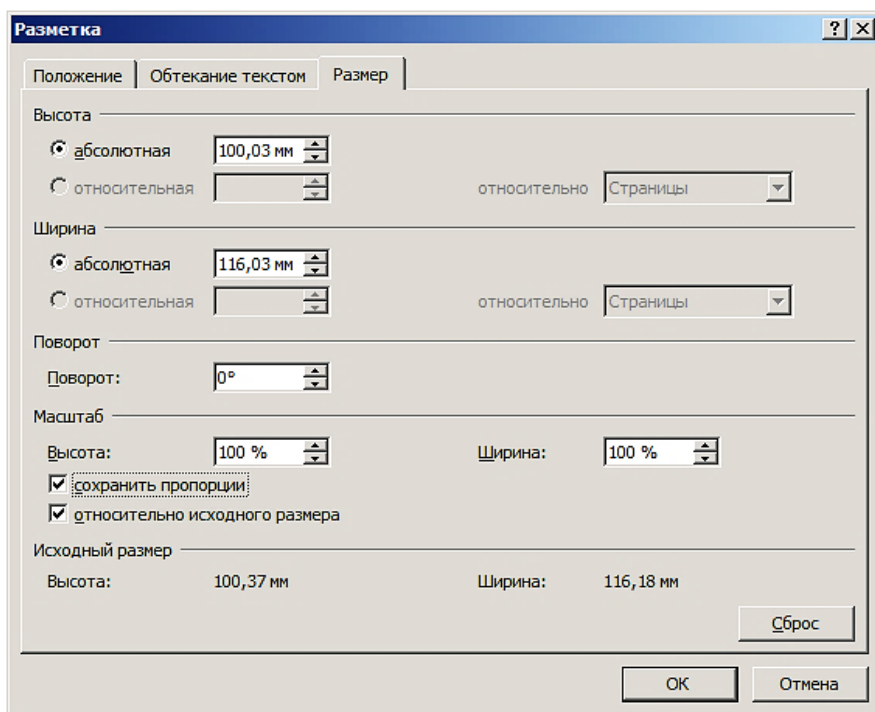 Разметка
Положение Обтекание текстом Размер
Высота
абсолютная 100,03 мм
относительная относительно Страницы
Ширина
абсолютная 116,03 мм
относительная относительно Страницы
Поворот
Поворот: 0°
Масштаб
Высота: 100 % Ширина: 100 %
сохранить пропорции
относительно исходного размера
Исходный размер
Высота: 100,37 мм Ширина: 116,18 мм
Сброс
ОК Отмена